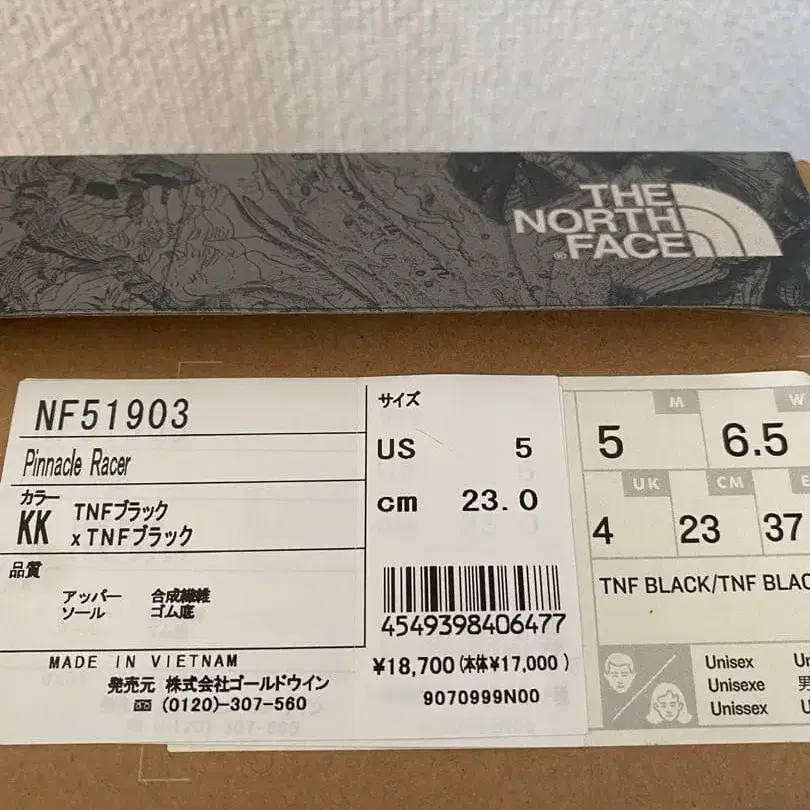 THE
NORTH
FACE
®
NF51903
Pinnacle Racer
カラー
KK TNFブラック
x TNFブラック
品質
アッパー 合成繊維
ソール ゴム底
MADE IN VIETNAM
発売元 株式会社ゴールドウイン
(0120)-307-560
サイズ
US 5
cm 23.0
4549398406477
¥18,700(本体¥17,000 )
9070999N00
M W
5 6.5
UK CM E
4 23 37
TNF BLACK/TNF BLAC
Unisex
Unisexe 男
Unissex